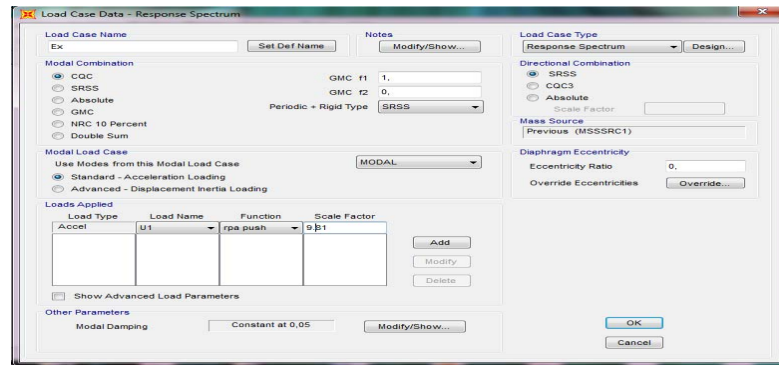 Load Case Data - Response Spectrum
Load Case Name
Ex
Set Def Name
Notes
Modify/Show...
Load Case Type
Response Spectrum
Design...
Modal Combination
CQC
SRSS
Absolute
GMC
NRC 10 Percent
Double Sum
GMC f1 1,
GMC f2 0,
Periodic + Rigid Type SRSS
Directional Combination
SRSS
CQC3
Absolute
Scale Factor
Mass Source
Previous (MSSSRC1)
Modal Load Case
Use Modes from this Modal Load Case MODAL
Standard - Acceleration Loading
Advanced - Displacement Inertia Loading
Diaphragm Eccentricity
Eccentricity Ratio 0,
Override Eccentricities Override...
Loads Applied
Load Type Load Name Function Scale Factor
Accel U1 rpa push 9.81
Add
Modify
Delete
Show Advanced Load Parameters
Other Parameters
Modal Damping Constant at 0,05 Modify/Show...
OK
Cancel